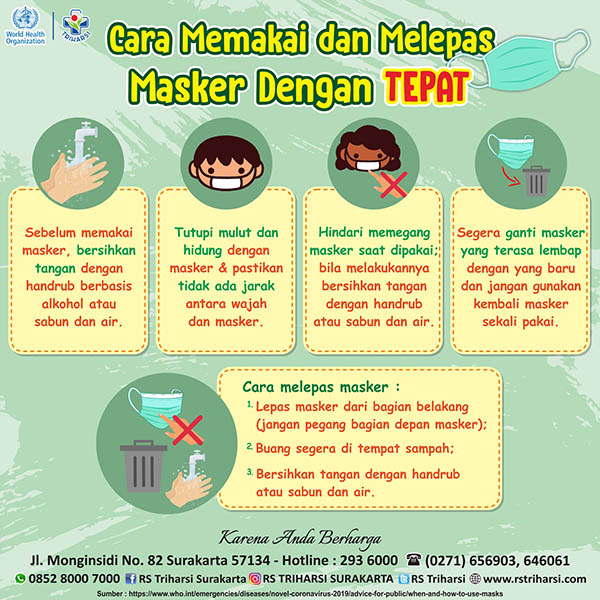 World Health
Organization
TRIHARSI
Cara Memakai dan Melepas
Masker Dengan TEPAT
Sebelum memakai
masker, bersihkan
tangan dengan
handrub berbasis
alkohol atau
sabun dan air.
Tutupi mulut dan
hidung dengan
masker & pastikan
tidak ada jarak
antara wajah
dan masker.
Hindari memegang
masker saat dipakai;
bila melakukannya
bersihkan tangan
dengan handrub
atau sabun dan air.
Segera ganti masker
yang terasa lembap
dengan yang baru
dan jangan gunakan
kembali masker
sekali pakai.
Cara melepas masker :
1. Lepas masker dari bagian belakang
(jangan pegang bagian depan masker);
2. Buang segera di tempat sampah;
3. Bersihkan tangan dengan handrub
atau sabun dan air.
Karena Anda Berharga
Jl. Monginsidi No. 82 Surakarta 57134 - Hotline : 293 6000 (0271) 656903, 646061
0852 8000 7000 RS Triharsi Surakarta RS TRIHARSI SURAKARTA RS Triharsi www.rstriharsi.com
Sumber : https://www.who.int/emergencies/diseases/novel-coronavirus-2019/advice-for-public/when-and-how-to-use-masks